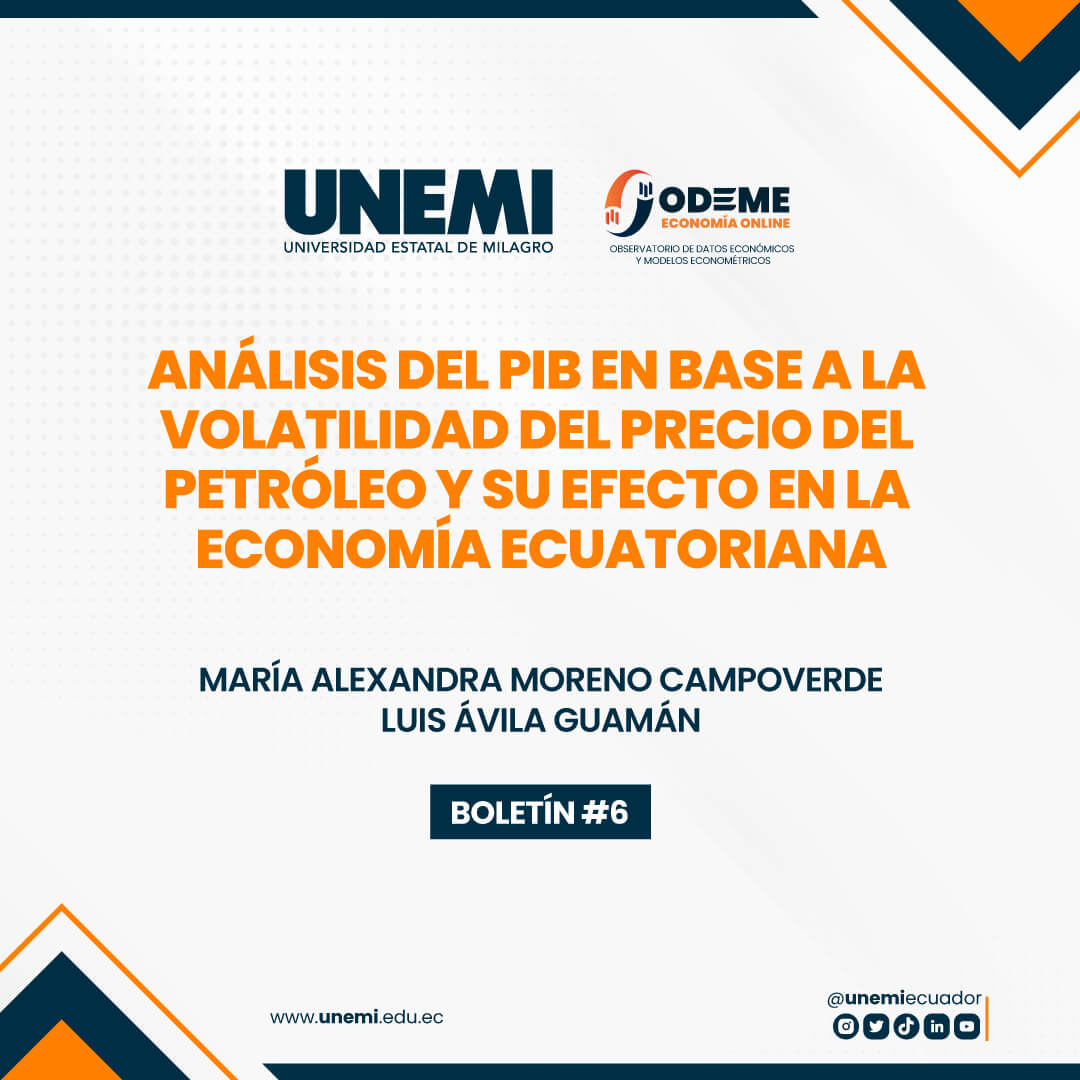 UNEMI
UNIVERSIDAD ESTATAL DE MILAGRO
ODEME
ECONOMÍA ONLINE
OBSERVATORIO DE DATOS ECONÓMICOS
Y MODELOS ECONOMÉTRICOS
ANÁLISIS DEL PIB EN BASE A LA
VOLATILIDAD DEL PRECIO DEL
PETRÓLEO Y SU EFECTO EN LA
ECONOMÍA ECUATORIANA
MARÍA ALEXANDRA MORENO CAMPOVERDE
LUIS ÁVILA GUAMÁN
BOLETÍN #6
www.unemi.edu.ec
@unemiecuador